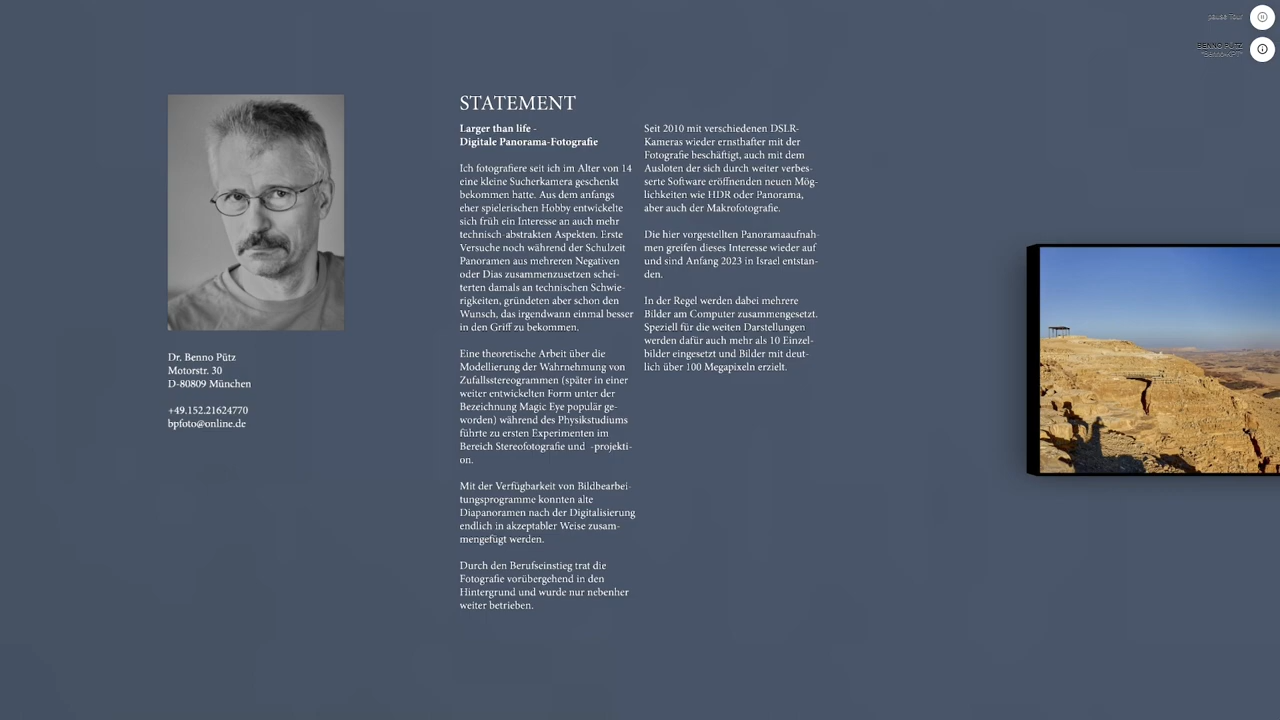 pause Tour
BENNO PÜTZ
STATEMENT
Larger than life -
Digitale Panorama-Fotografie
Ich fotografiere seit ich im Alter von 14
eine kleine Sucherkamera geschenkt
bekommen hatte. Aus dem anfangs
eher spielerischen Hobby entwickelte
sich früh ein Interesse an auch mehr
technisch-abstrakten Aspekten. Erste
Versuche noch während der Schulzeit
Panoramen aus mehreren Negativen
oder Dias zusammenzusetzen schei-
terten damals an technischen Schwie-
rigkeiten, gründeten aber schon den
Wunsch, das irgendwann einmal besser
in den Griff zu bekommen.
Eine theoretische Arbeit über die
Modellierung der Wahrnehmung von
Zufallsstereogrammen (später in einer
weiter entwickelten Form unter der
Bezeichnung Magic Eye populär ge-
worden) während des Physikstudiums
führte zu ersten Experimenten im
Bereich Stereofotografie und -projekti-
on.
Mit der Verfügbarkeit von Bildbearbei-
tungsprogramme konnten alte
Diapanoramen nach der Digitalisierung
endlich in akzeptabler Weise zusam-
mengefügt werden.
Durch den Berufseinstieg trat die
Fotografie vorübergehend in den
Hintergrund und wurde nur nebenher
weiter betrieben.
Seit 2010 mit verschiedenen DSLR-
Kameras wieder ernsthafter mit der
Fotografie beschäftigt, auch mit dem
Ausloten der sich durch weiter verbes-
serte Software eröffnenden neuen Mög-
lichkeiten wie HDR oder Panorama,
aber auch der Makrofotografie.
Die hier vorgestellten Panoramaaufnah-
men greifen dieses Interesse wieder auf
und sind Anfang 2023 in Israel entstan-
den.
In der Regel werden dabei mehrere
Bilder am Computer zusammengesetzt.
Speziell für die weiten Darstellungen
werden dafür auch mehr als 10 Einzel-
bilder eingesetzt und Bilder mit deut-
lich über 100 Megapixeln erzielt.
Dr. Benno Pütz
Motorstr. 30
D-80809 München
+49.152.21624770
bpfoto@online.de